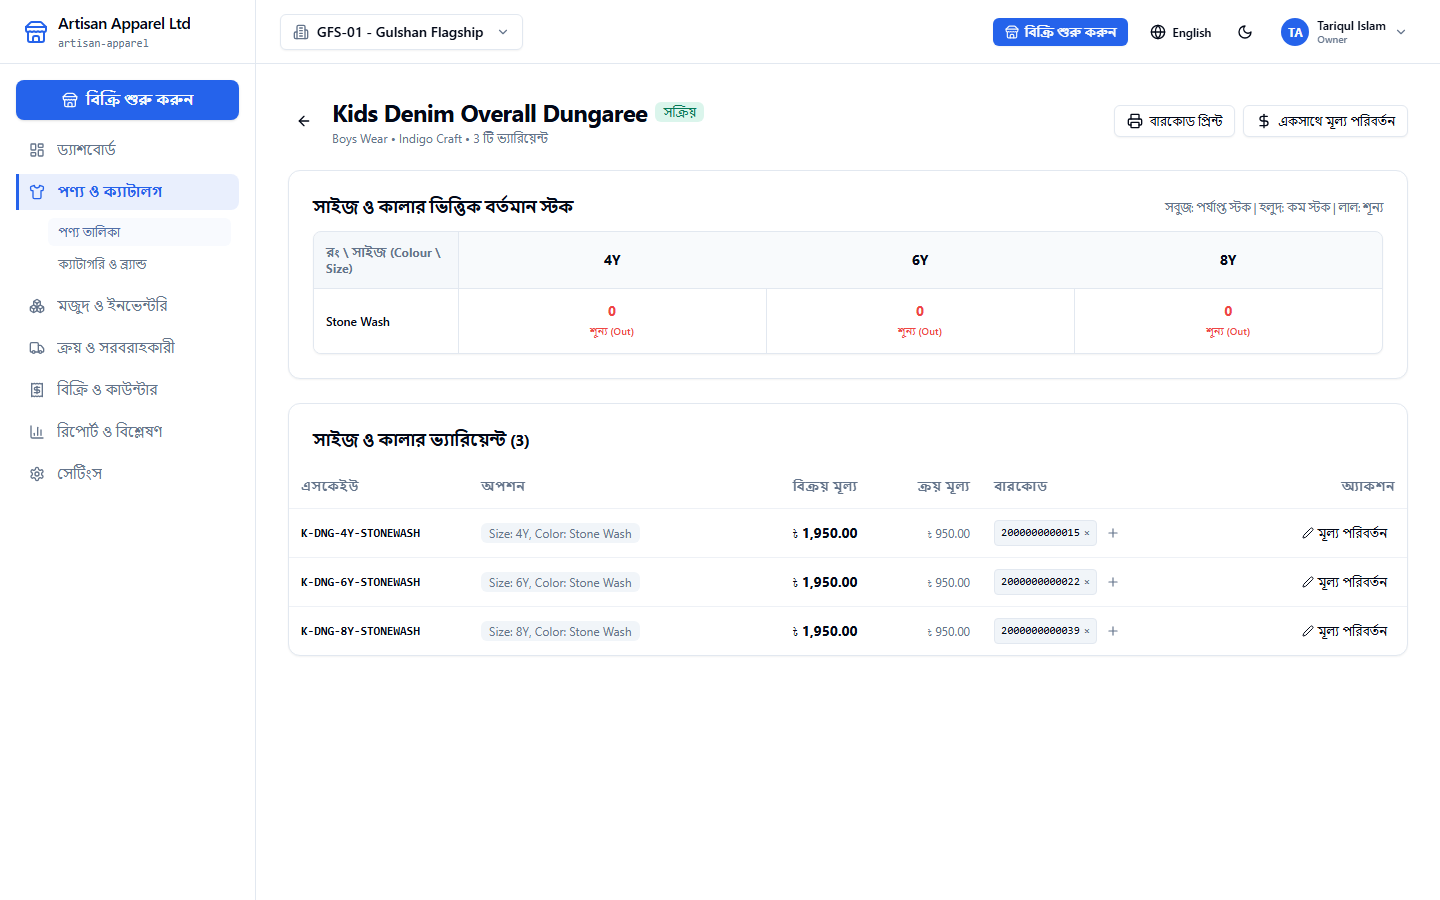 Artisan Apparel Ltd
artisan-apparel
GFS-01 - Gulshan Flagship
বিক্রি শুরু করুন
English
TA
Tariqul Islam
Owner
বিক্রি শুরু করুন
ড্যাশবোর্ড
পণ্য ও ক্যাটালগ
পণ্য তালিকা
ক্যাটাগরি ও ব্র্যান্ড
মজুদ ও ইনভেন্টরি
ক্রয় ও সরবরাহকারী
বিক্রি ও কাউন্টার
রিপোর্ট ও বিশ্লেষণ
সেটিংস
Kids Denim Overall Dungaree সক্রিয়
Boys Wear • Indigo Craft • 3 টি ভ্যারিয়েন্ট
বারকোড প্রিন্ট
একসাথে মূল্য পরিবর্তন
সাইজ ও কালার ভিত্তিক বর্তমান স্টক
সবুজ: পর্যাপ্ত স্টক | হলুদ: কম স্টক | লাল: শূন্য
রং \ সাইজ (Colour \
Size)
4Y 6Y 8Y
Stone Wash 0 0 0
শূন্য (Out) শূন্য (Out) শূন্য (Out)
সাইজ ও কালার ভ্যারিয়েন্ট (3)
এসকেইউ অপশন বিক্রয় মূল্য ক্রয় মূল্য বারকোড অ্যাকশন
K-DNG-4Y-STONEWASH Size: 4Y, Color: Stone Wash ৳ 1,950.00 ৳ 950.00 2000000000015 × + মূল্য পরিবর্তন
K-DNG-6Y-STONEWASH Size: 6Y, Color: Stone Wash ৳ 1,950.00 ৳ 950.00 2000000000022 × + মূল্য পরিবর্তন
K-DNG-8Y-STONEWASH Size: 8Y, Color: Stone Wash ৳ 1,950.00 ৳ 950.00 2000000000039 × + মূল্য পরিবর্তন